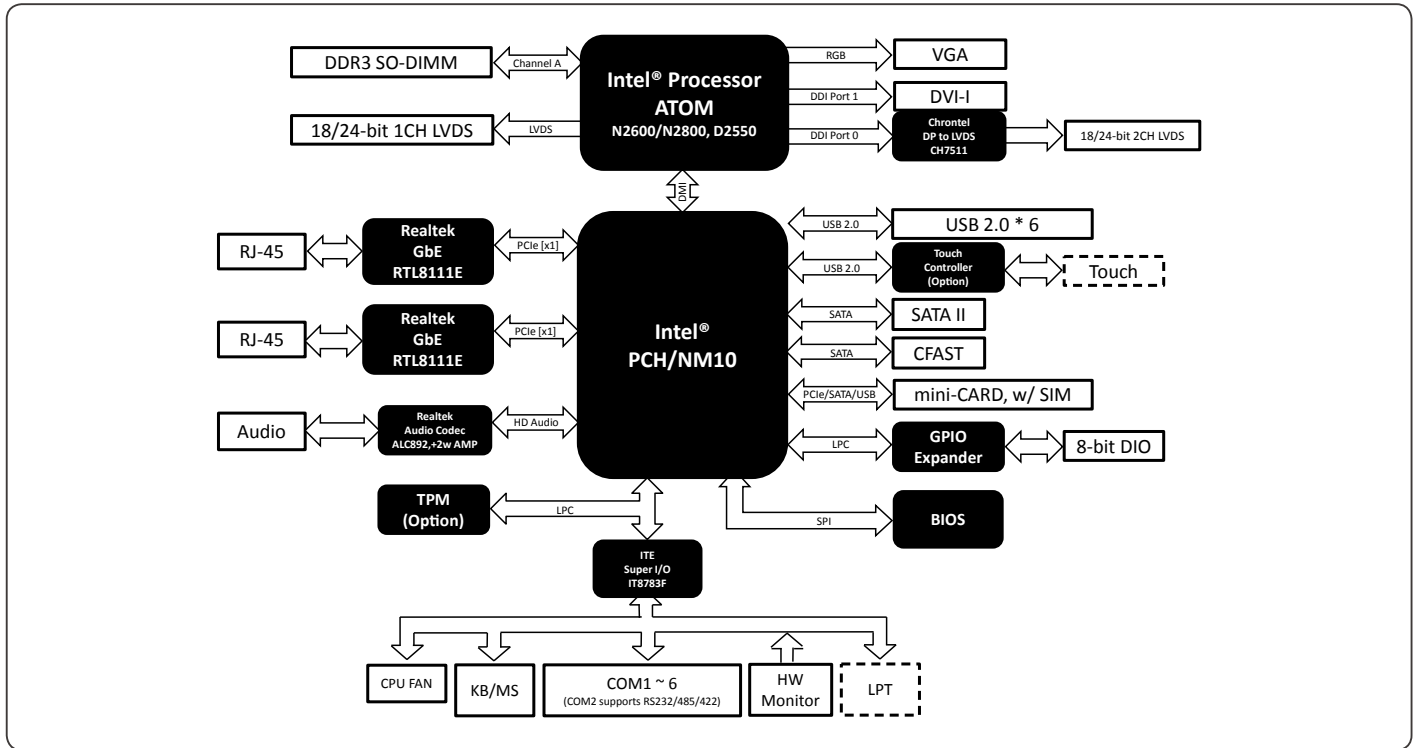 DDR3 SO-DIMM
Channel A
Intel® Processor
ATOM
N2600/N2800, D2550
RGB
VGA
DDI Port 1
DVI-I
18/24-bit 1CH LVDS
LVDS
DDI Port 0
Chrontel
DP to LVDS
CH7511
18/24-bit 2CH LVDS
DMI
RJ-45
Realtek
GbE
RTL8111E
PCIe [x1]
Intel®
PCH/NM10
USB 2.0
USB 2.0 * 6
USB 2.0
Touch
Controller
(Option)
Touch
RJ-45
Realtek
GbE
RTL8111E
PCIe [x1]
SATA
SATA II
SATA
CFAST
PCIe/SATA/USB
mini-CARD, w/ SIM
Audio
Realtek
Audio Codec
ALC892,+2w AMP
HD Audio
LPC
GPIO
Expander
8-bit DIO
TPM
(Option)
LPC
SPI
BIOS
ITE
Super I/O
IT8783F
CPU FAN
KB/MS
COM1 ~ 6
(COM2 supports RS232/485/422)
HW
Monitor
LPT